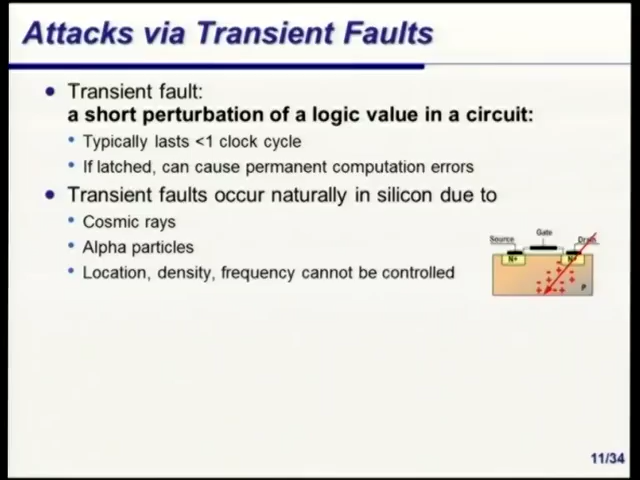 Attacks via Transient Faults
Transient fault:
a short perturbation of a logic value in a circuit:
Typically lasts <1 clock cycle
If latched, can cause permanent computation errors
Transient faults occur naturally in silicon due to
Cosmic rays
Alpha particles
Location, density, frequency cannot be controlled
Source Gate Drain
N+ N+
P
11/34